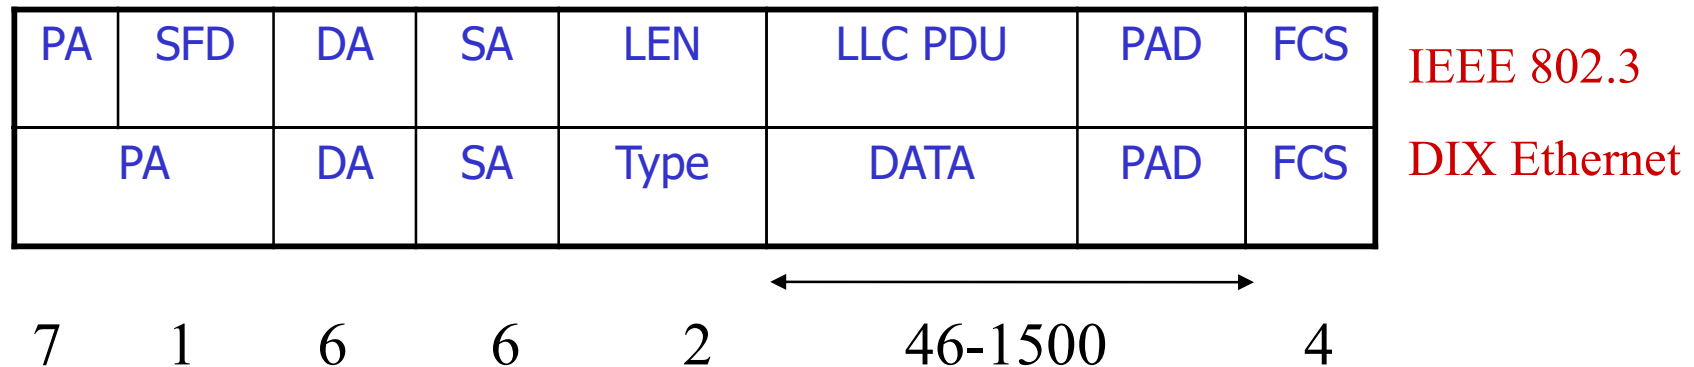 PA SFD DA SA LEN LLC PDU PAD FCS IEEE 802.3
PA DA SA Type DATA PAD FCS DIX Ethernet
7 1 6 6 2 46-1500 4